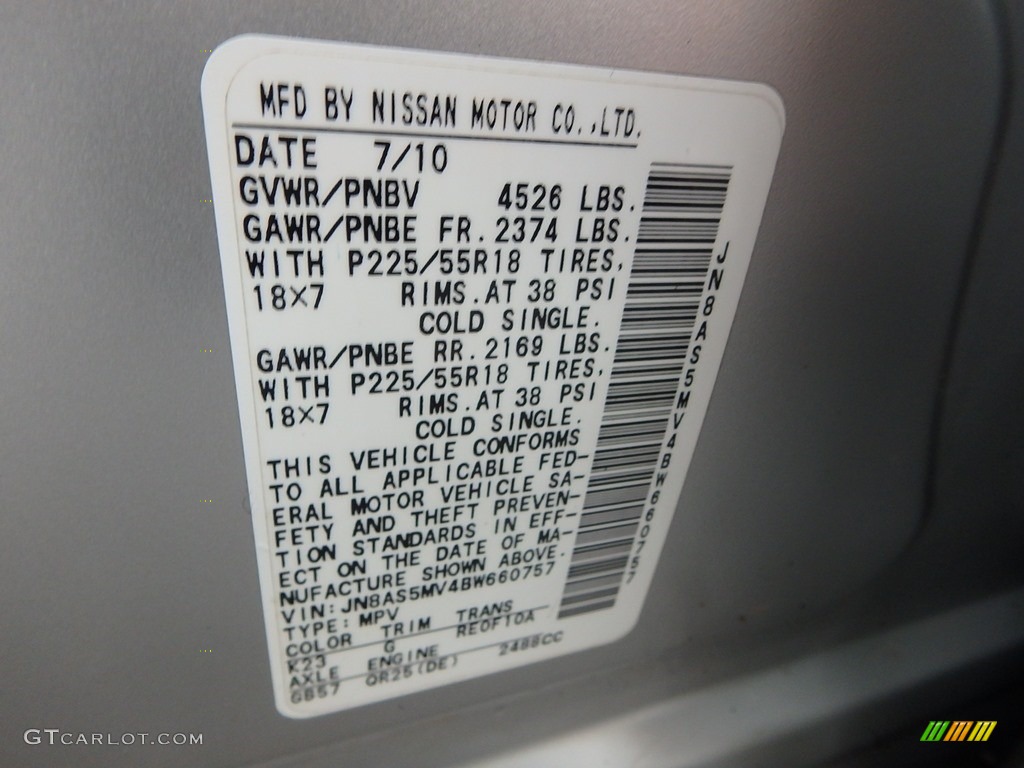 MFD BY NISSAN MOTOR CO.,LTD.
DATE 7/10
GVWR/PNBV 4526 LBS.
GAWR/PNBE FR. 2374 LBS.
WITH P225/55R18 TIRES,
18×7 RIMS.AT 38 PSI
COLD SINGLE.
GAWR/PNBE RR. 2169 LBS.
WITH P225/55R18 TIRES,
18×7 RIMS.AT 38 PSI
COLD SINGLE.
THIS VEHICLE CONFORMS
TO ALL APPLICABLE FED-
ERAL MOTOR VEHICLE SA-
FETY AND THEFT PREVEN-
TION STANDARDS IN EFF-
ECT ON THE DATE OF MA-
NUFACTURE SHOWN ABOVE.
VIN: JN8AS5MV4BW660757
TYPE: MPV
COLOR TRIM TRANS
K23 G RE0F10A
AXLE ENGINE
GB57 QR25(DE) 2488CC
JN8AS5MV4BW660757
GTCARLOT.COM